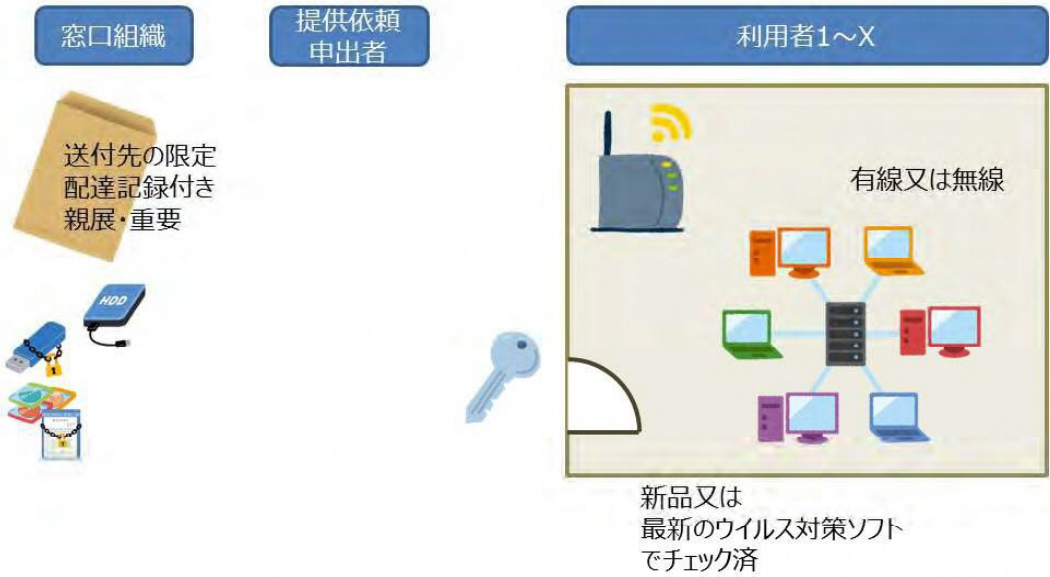 窓口組織
提供依頼
申出者
利用者1～X
送付先の限定
配達記録付き
親展・重要
有線又は無線
HDD
新品又は
最新のウイルス対策ソフト
でチェック済